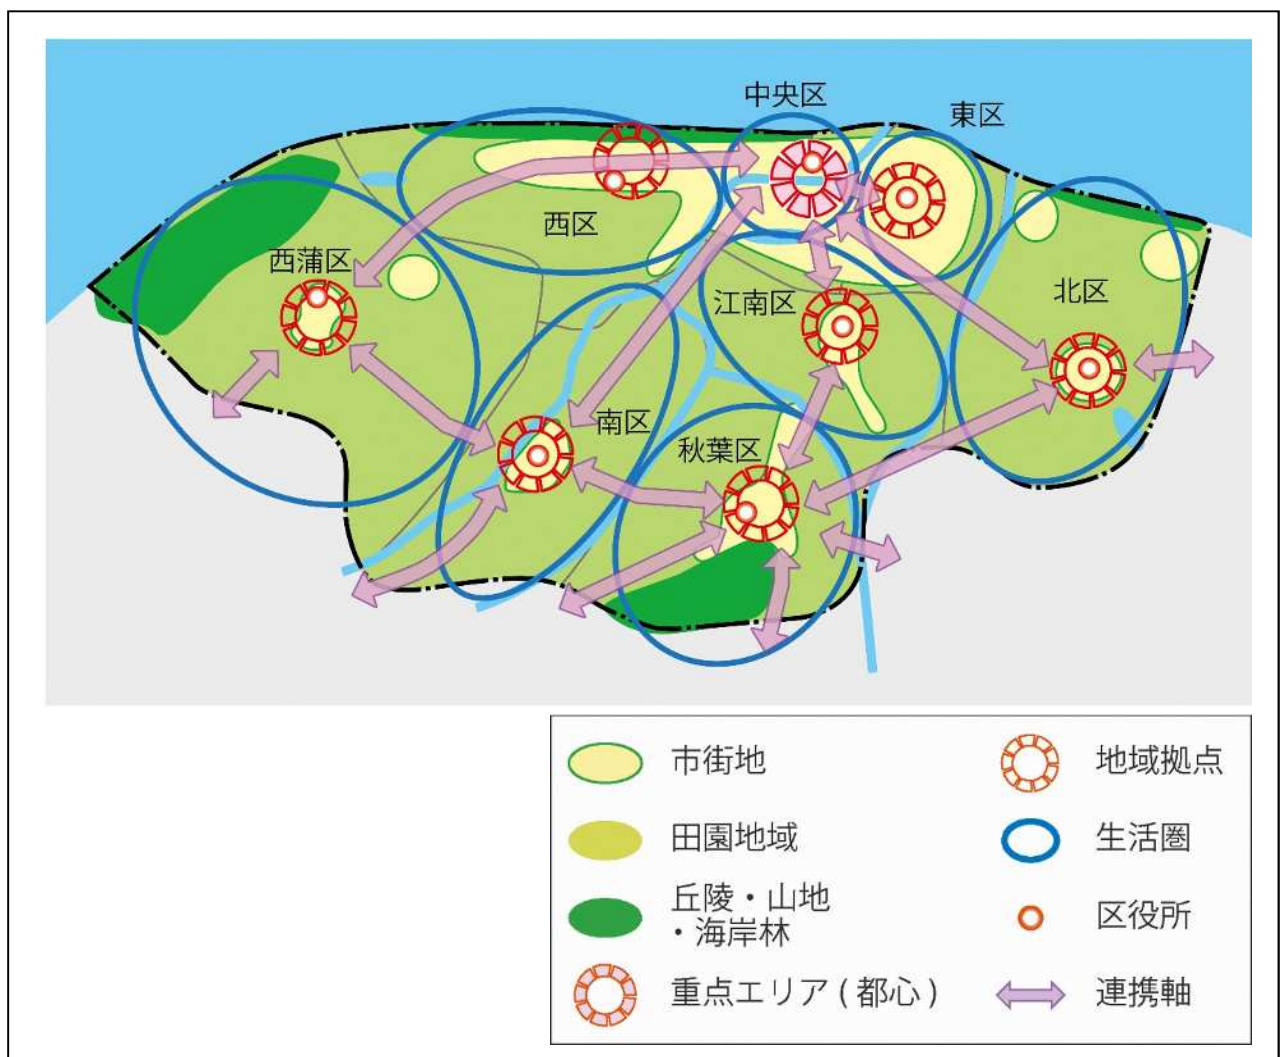 中央区
東区
西区
西蒲区
江南区
北区
南区
秋葉区
市街地
田園地域
丘陵・山地
・海岸林
重点エリア ( 都心 )
地域拠点
生活圏
区役所
連携軸